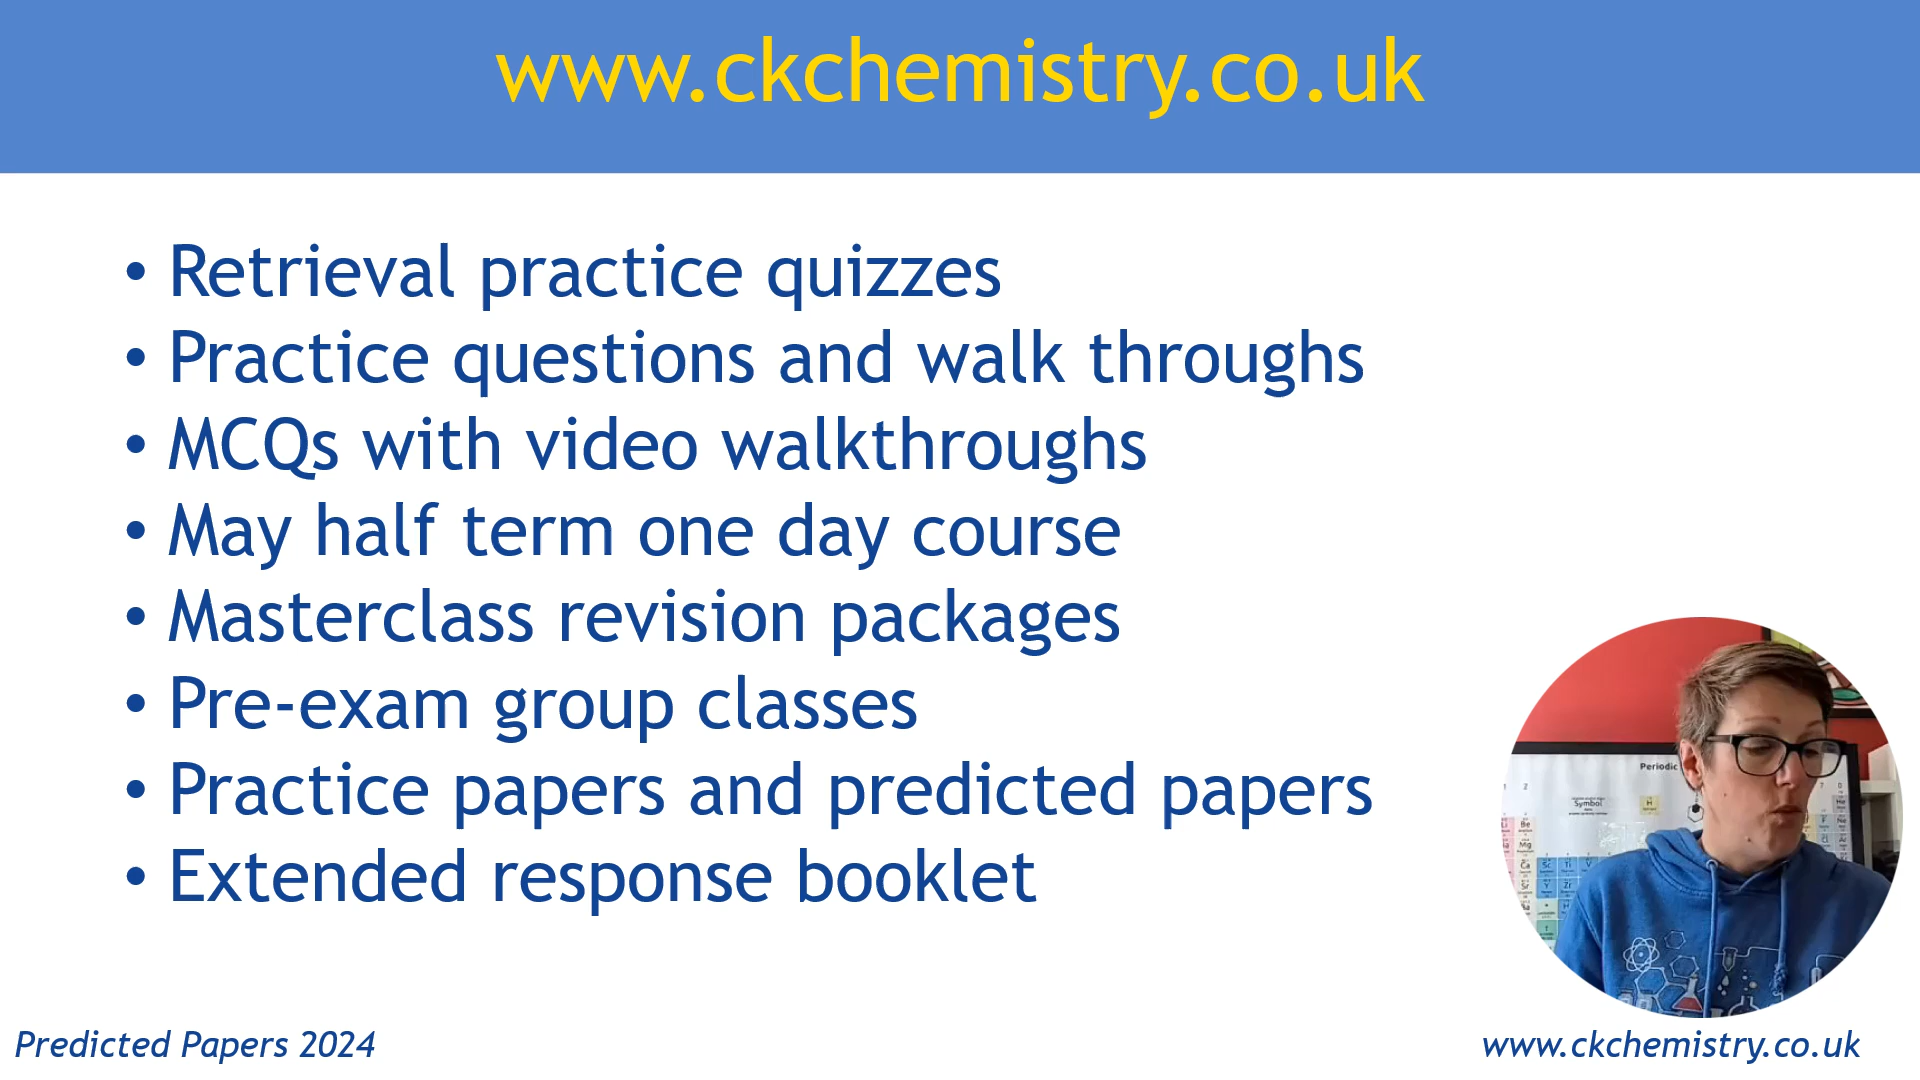 www.ckchemistry.co.uk
• Retrieval practice quizzes
• Practice questions and walk throughs
• MCQs with video walkthroughs
• May half term one day course
• Masterclass revision packages
• Pre-exam group classes
• Practice papers and predicted papers
• Extended response booklet
Periodic
Symbol
Predicted Papers 2024
www.ckchemistry.co.uk